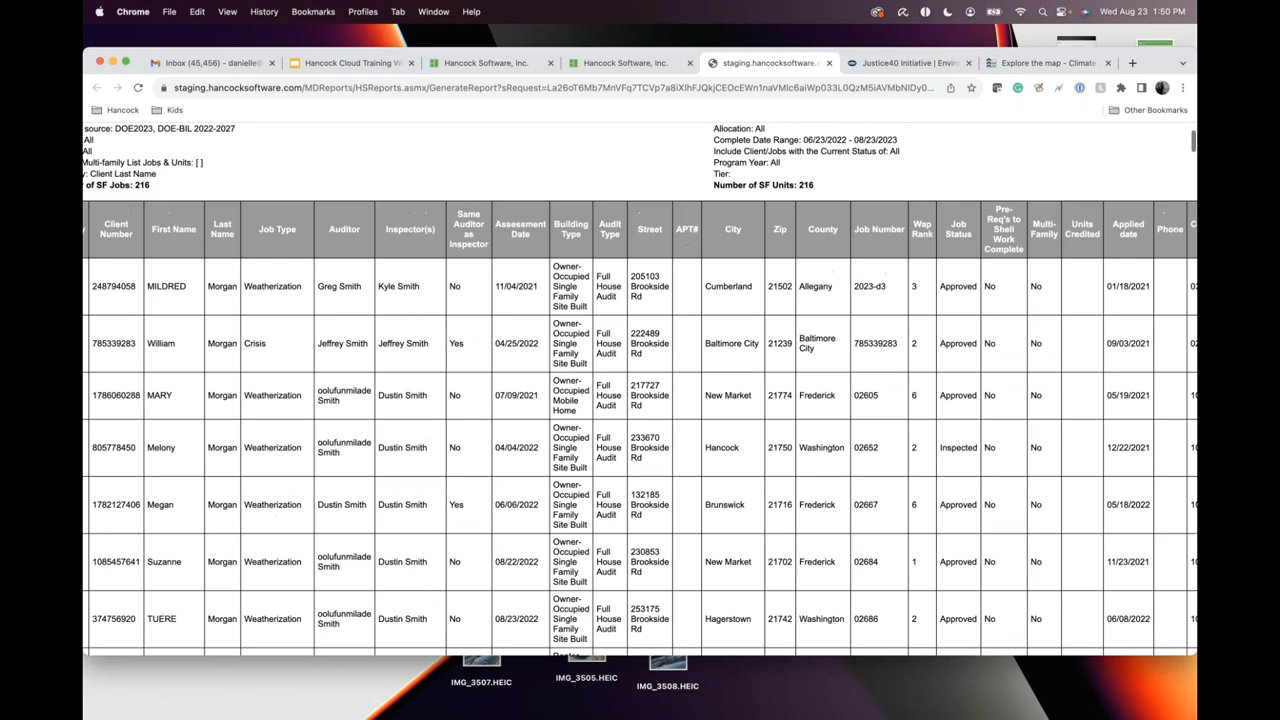 Chrome File Edit View History Bookmarks Profiles Tab Window Help Wed Aug 23 1:50 PM
Inbox (45,456) - danielle@ Hancock Cloud Training W Hancock Software, Inc. Hancock Software, Inc. staging.hancocksoftware.c Justice40 Initiative | Envir Explore the map - Climate
staging.hancocksoftware.com/MDReports/HSReports.asmx/GenerateReport?sRequest=
Hancock Kids Other Bookmarks
source: DOE2023, DOE-BIL 2022-2027 Allocation: All
All Complete Date Range: 06/23/2022 - 08/23/2023
All Include Client/Jobs with the Current Status of: All
Multi-family List Jobs & Units: [ ] Program Year: All
y: Client Last Name Tier:
r of SF Jobs: 216 Number of SF Units: 216
Client Number First Name Last Name Job Type Auditor Inspector(s) Same Auditor as Inspector Assessment Date Building Type Audit Type Street APT# City Zip County Job Number Wap Rank Job Status Pre-Req's to Shell Work Complete Multi-Family Units Credited Applied date Phone
248794058 MILDRED Morgan Weatherization Greg Smith Kyle Smith No 11/04/2021 Owner-Occupied Single Family Site Built Full House Audit 205103 Brookside Rd Cumberland 21502 Allegany 2023-d3 3 Approved No No 01/18/2021
785339283 William Morgan Crisis Jeffrey Smith Jeffrey Smith Yes 04/25/2022 Owner-Occupied Single Family Site Built Full House Audit 222489 Brookside Rd Baltimore City 21239 Baltimore City 785339283 2 Approved No No 09/03/2021
1786060288 MARY Morgan Weatherization oolufunmilade Smith Dustin Smith No 07/09/2021 Owner-Occupied Mobile Home Full House Audit 217727 Brookside Rd New Market 21774 Frederick 02605 6 Approved No No 05/19/2021
805778450 Melony Morgan Weatherization oolufunmilade Smith Dustin Smith No 04/04/2022 Owner-Occupied Single Family Site Built Full House Audit 233670 Brookside Rd Hancock 21750 Washington 02652 2 Inspected No No 12/22/2021
1782127406 Megan Morgan Weatherization Dustin Smith Dustin Smith Yes 06/06/2022 Owner-Occupied Single Family Site Built Full House Audit 132185 Brookside Rd Brunswick 21716 Frederick 02667 6 Approved No No 05/18/2022
1085457641 Suzanne Morgan Weatherization oolufunmilade Smith Dustin Smith No 08/22/2022 Owner-Occupied Single Family Site Built Full House Audit 230853 Brookside Rd New Market 21702 Frederick 02684 1 Approved No No 11/23/2021
374756920 TUERE Morgan Weatherization oolufunmilade Smith Dustin Smith No 08/23/2022 Owner-Occupied Single Family Site Built Full House Audit 253175 Brookside Rd Hagerstown 21742 Washington 02686 2 Approved No No 06/08/2022
IMG_3507.HEIC IMG_3505.HEIC IMG_3508.HEIC